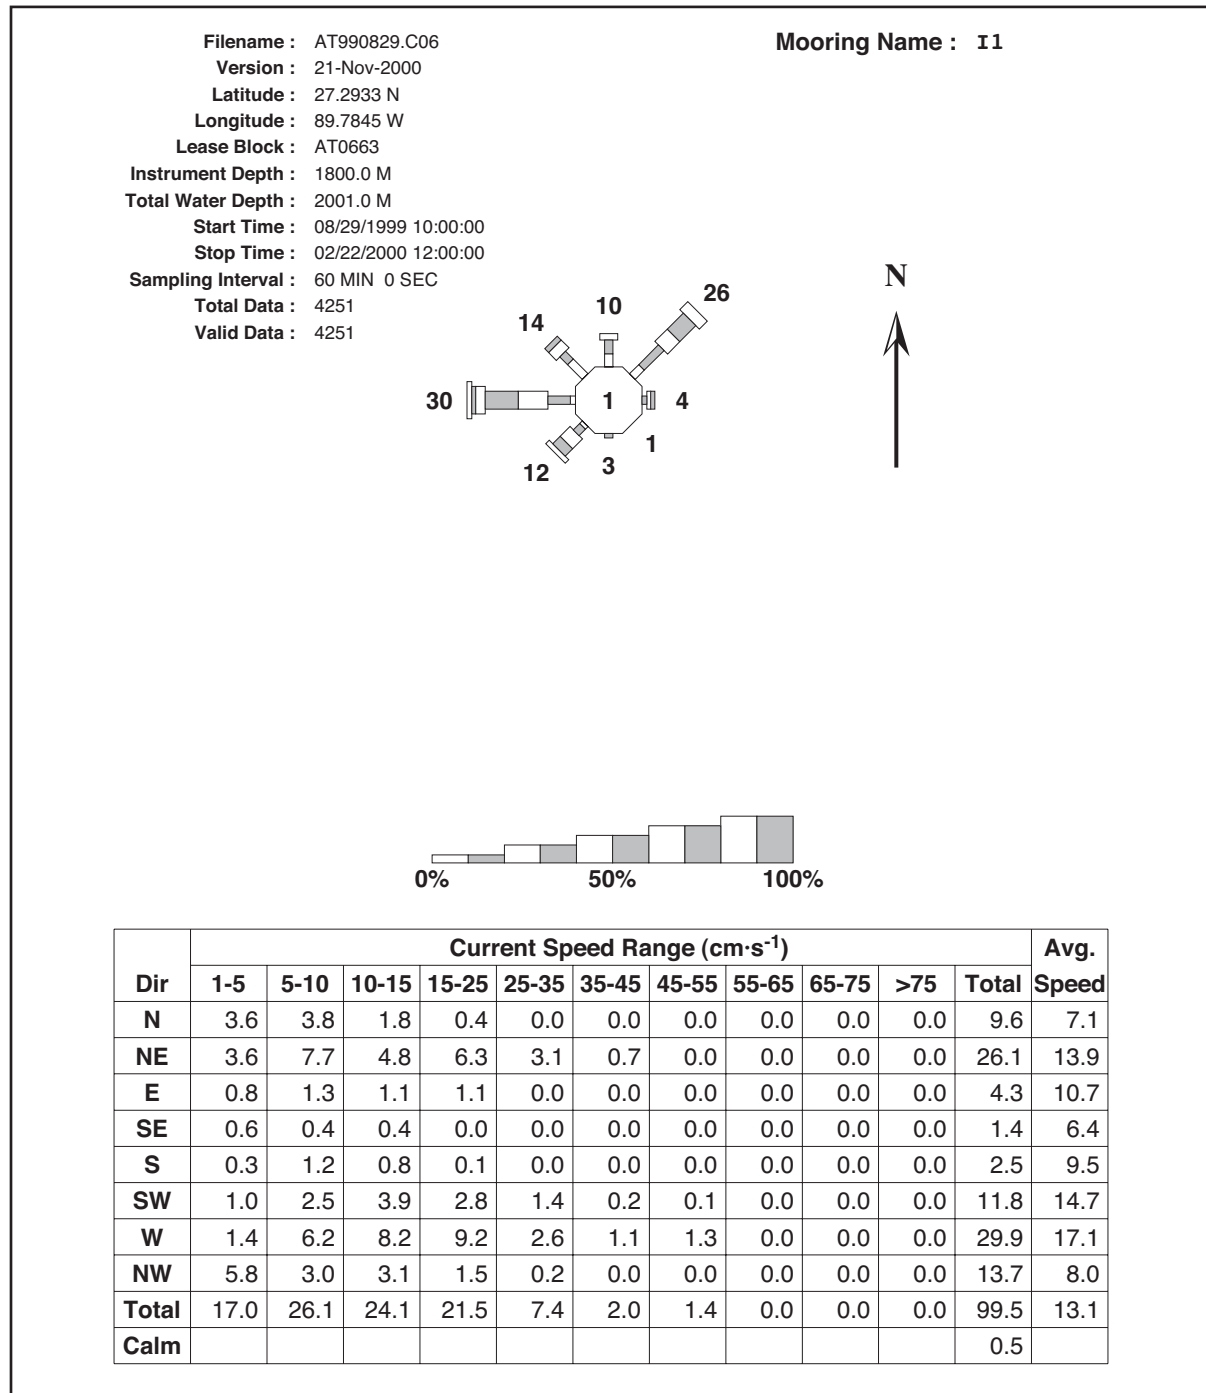 Filename : AT990829.C06
Mooring Name : I1
Version : 21-Nov-2000
Latitude : 27.2933 N
Longitude : 89.7845 W
Lease Block : AT0663
Instrument Depth : 1800.0 M
Total Water Depth : 2001.0 M
Start Time : 08/29/1999 10:00:00
Stop Time : 02/22/2000 12:00:00
Sampling Interval : 60 MIN 0 SEC
Total Data : 4251
Valid Data : 4251
N
26
10
14
30
1
4
1
3
12
0% 50% 100%
Current Speed Range (cm·s-1) Avg.
Dir 1-5 5-10 10-15 15-25 25-35 35-45 45-55 55-65 65-75 >75 Total Speed
N 3.6 3.8 1.8 0.4 0.0 0.0 0.0 0.0 0.0 0.0 9.6 7.1
NE 3.6 7.7 4.8 6.3 3.1 0.7 0.0 0.0 0.0 0.0 26.1 13.9
E 0.8 1.3 1.1 1.1 0.0 0.0 0.0 0.0 0.0 0.0 4.3 10.7
SE 0.6 0.4 0.4 0.0 0.0 0.0 0.0 0.0 0.0 0.0 1.4 6.4
S 0.3 1.2 0.8 0.1 0.0 0.0 0.0 0.0 0.0 0.0 2.5 9.5
SW 1.0 2.5 3.9 2.8 1.4 0.2 0.1 0.0 0.0 0.0 11.8 14.7
W 1.4 6.2 8.2 9.2 2.6 1.1 1.3 0.0 0.0 0.0 29.9 17.1
NW 5.8 3.0 3.1 1.5 0.2 0.0 0.0 0.0 0.0 0.0 13.7 8.0
Total 17.0 26.1 24.1 21.5 7.4 2.0 1.4 0.0 0.0 0.0 99.5 13.1
Calm 0.5